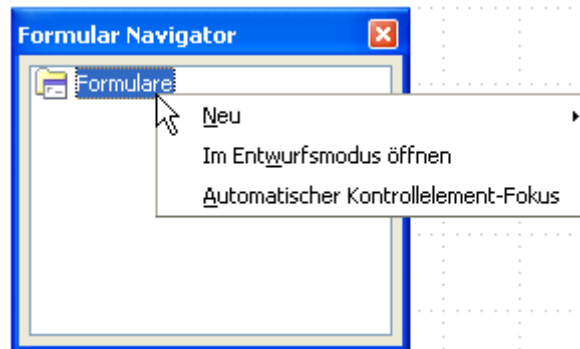 Formular Navigator
Formulare
Neu
Im Entwurfsmodus öffnen
Automatischer Kontrollelement-Fokus